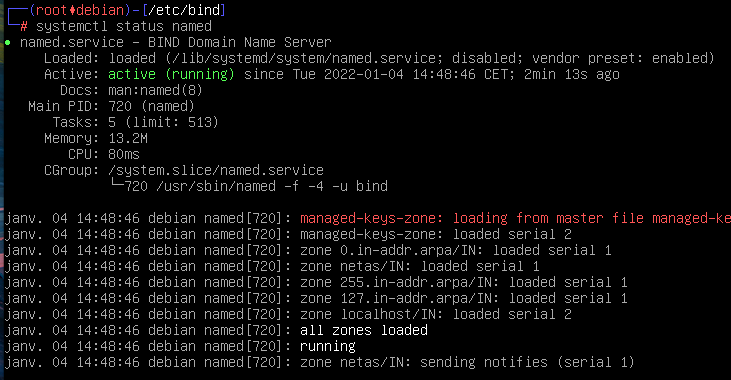 ┌──(root♦debian)-[/etc/bind]
└─# systemctl status named
● named.service - BIND Domain Name Server
Loaded: loaded (/lib/systemd/system/named.service; disabled; vendor preset: enabled)
Active: active (running) since Tue 2022-01-04 14:48:46 CET; 2min 13s ago
Docs: man:named(8)
Main PID: 720 (named)
Tasks: 5 (limit: 513)
Memory: 13.2M
CPU: 80ms
CGroup: /system.slice/named.service
└─720 /usr/sbin/named -f -4 -u bind
janv. 04 14:48:46 debian named[720]: managed-keys-zone: loading from master file managed-ke
janv. 04 14:48:46 debian named[720]: managed-keys-zone: loaded serial 2
janv. 04 14:48:46 debian named[720]: zone 0.in-addr.arpa/IN: loaded serial 1
janv. 04 14:48:46 debian named[720]: zone netas/IN: loaded serial 1
janv. 04 14:48:46 debian named[720]: zone 255.in-addr.arpa/IN: loaded serial 1
janv. 04 14:48:46 debian named[720]: zone 127.in-addr.arpa/IN: loaded serial 1
janv. 04 14:48:46 debian named[720]: zone localhost/IN: loaded serial 2
janv. 04 14:48:46 debian named[720]: all zones loaded
janv. 04 14:48:46 debian named[720]: running
janv. 04 14:48:46 debian named[720]: zone netas/IN: sending notifies (serial 1)